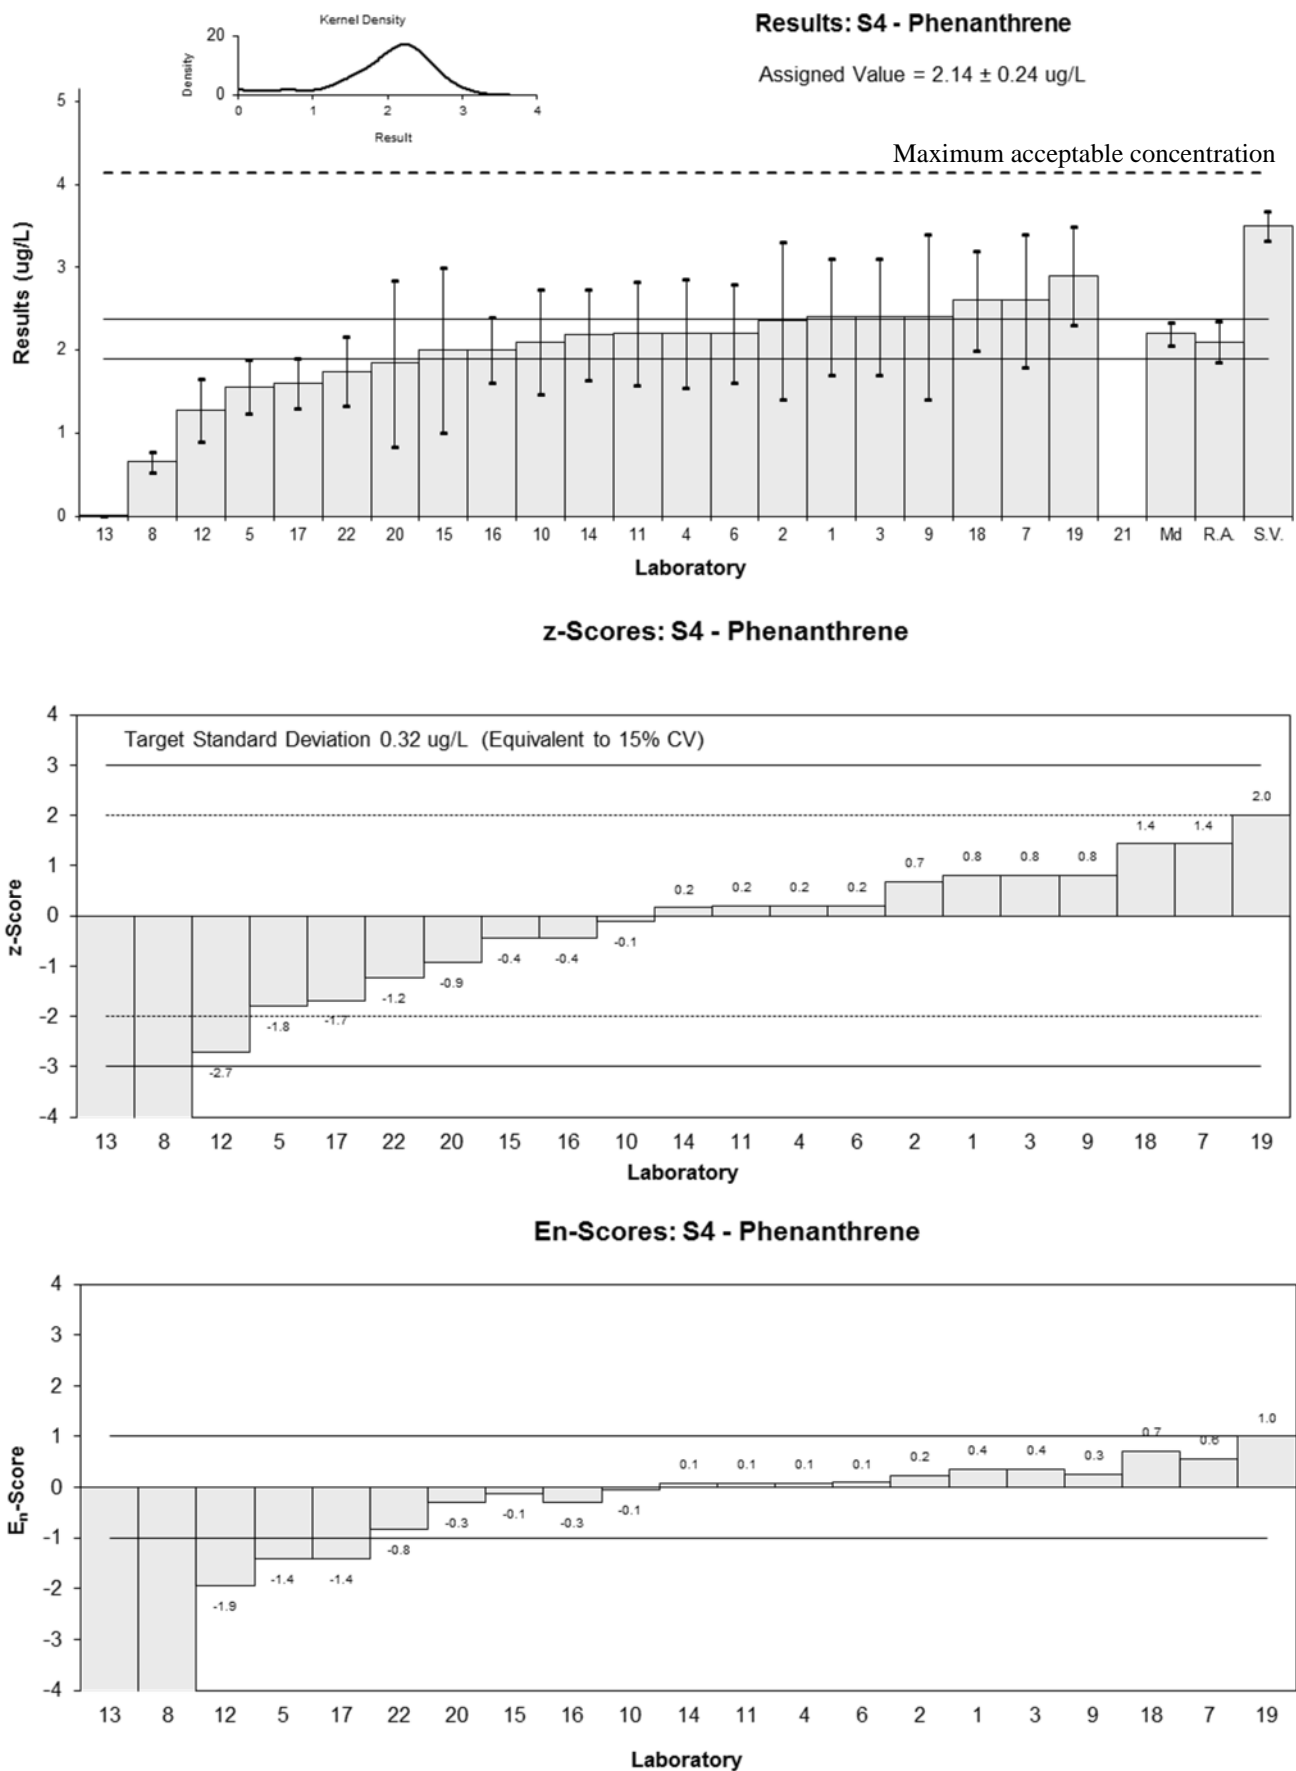 Kernel Density
20
0
Density
0 1 2 3 4
Result
Results: S4 - Phenanthrene
Assigned Value = 2.14 ± 0.24 ug/L
Maximum acceptable concentration
5
4
3
2
1
0
Results (ug/L)
13 8 12 5 17 22 20 15 16 10 14 11 4 6 2 1 3 9 18 7 19 21 Md R.A. S.V.
Laboratory
z-Scores: S4 - Phenanthrene
Target Standard Deviation 0.32 ug/L (Equivalent to 15% CV)
4
3
2
1
0
-1
-2
-3
-4
z-Score
-2.7 -1.8 -1.7 -1.2 -0.9 -0.4 -0.4 -0.1 0.2 0.2 0.2 0.2 0.7 0.8 0.8 0.8 1.4 1.4 2.0
13 8 12 5 17 22 20 15 16 10 14 11 4 6 2 1 3 9 18 7 19
Laboratory
En-Scores: S4 - Phenanthrene
4
3
2
1
0
-1
-2
-3
-4
En-Score
-1.9 -1.4 -1.4 -0.8 -0.3 -0.1 -0.3 -0.1 0.1 0.1 0.1 0.1 0.2 0.4 0.4 0.3 0.7 0.6 1.0
13 8 12 5 17 22 20 15 16 10 14 11 4 6 2 1 3 9 18 7 19
Laboratory